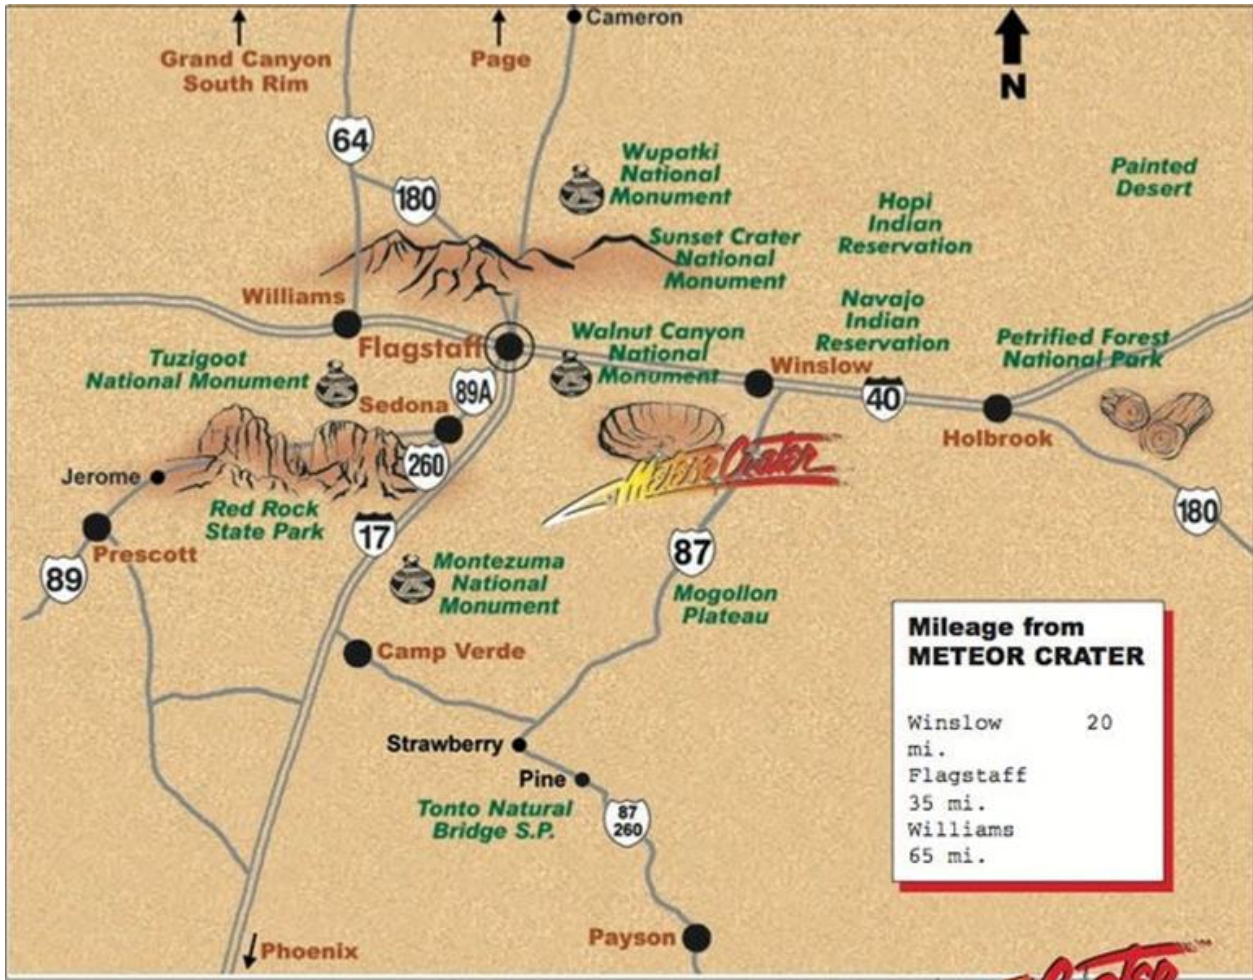 Cameron
Grand Canyon
South Rim
Page
N
64
180
Wupatki
National
Monument
Painted
Desert
Hopi
Indian
Reservation
Sunset Crater
National
Monument
Williams
Navajo
Indian
Reservation
Flagstaff
Walnut Canyon
National
Monument
Petrified Forest
National Park
Tuzigoot
National Monument
Winslow
89A
40
Sedona
Holbrook
260
Meteor Crater
Jerome
Red Rock
State Park
180
17
Prescott
87
89
Montezuma
National
Monument
Mogollon
Plateau
Camp Verde
Mileage from
METEOR CRATER
Winslow 20
mi.
Flagstaff
35 mi.
Williams
65 mi.
Strawberry
Pine
Tonto Natural
Bridge S.P.
87
260
Payson
Phoenix
Crater